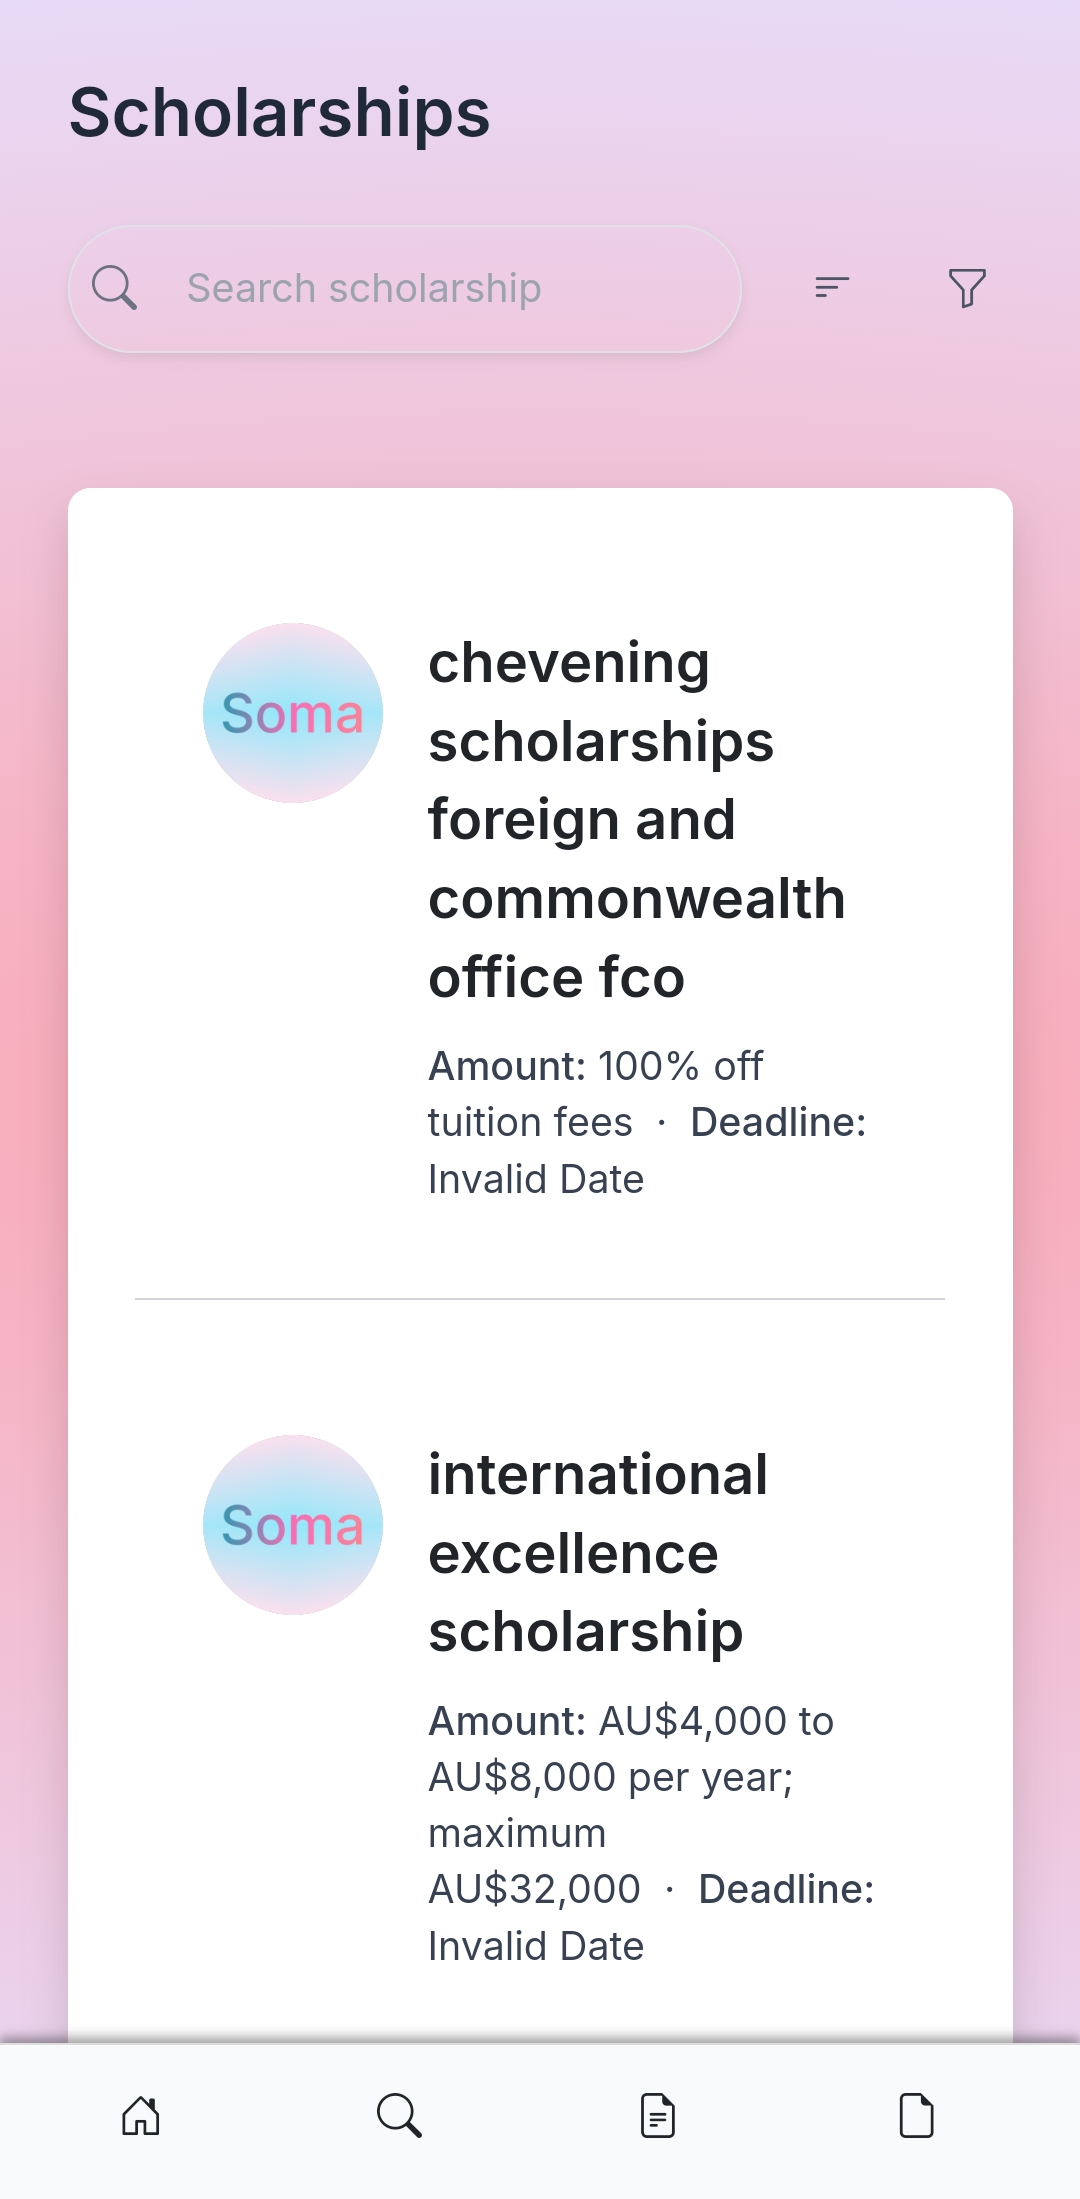 Scholarships
Search scholarship
Soma
chevening
scholarships
foreign and
commonwealth
office fco
Amount: 100% off
tuition fees · Deadline:
Invalid Date
Soma
international
excellence
scholarship
Amount: AU$4,000 to
AU$8,000 per year;
maximum
AU$32,000 · Deadline:
Invalid Date